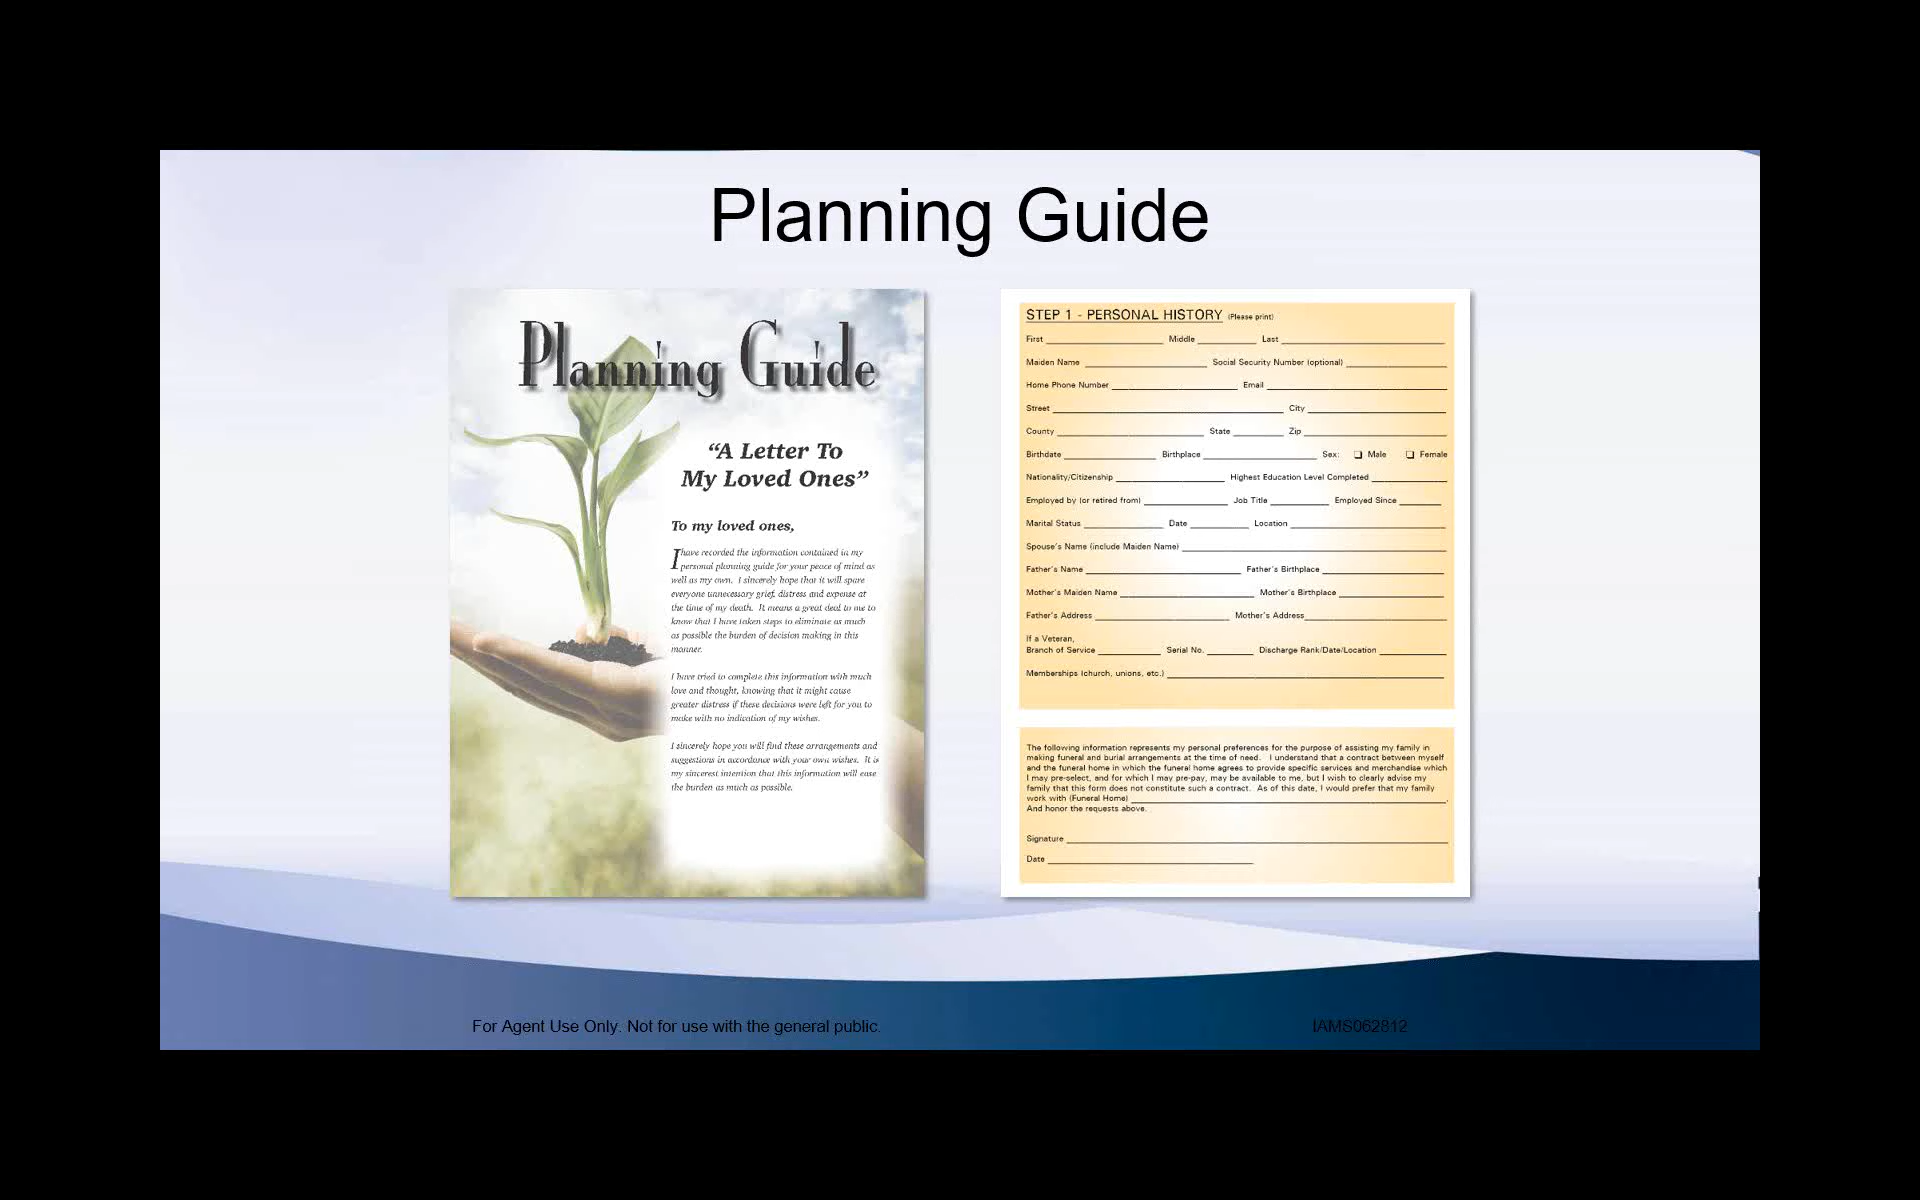 Planning Guide
Planning Guide
“A Letter To
My Loved Ones”
To my loved ones,
I have recorded the information contained in my
personal planning guide for your peace of mind as
well as my own. I sincerely hope that it will spare
everyone unnecessary grief, distress and expense at
the time of my death. It means a great deal to me to
know that I have taken steps to eliminate as much
as possible the burden of decision making in this
manner.
I have tried to complete this information with much
love and thought, knowing that it might cause
greater distress if these decisions were left for you to
make with no indication of my wishes.
I sincerely hope you will find these arrangements and
suggestions in accordance with your own wishes. It is
my sincerest intention that this information will ease
the burden as much as possible.
STEP 1 - PERSONAL HISTORY (Please print)
First Middle Last
Maiden Name Social Security Number (optional)
Home Phone Number Email
Street City
County State Zip
Birthdate Birthplace Sex: ❏ Male ❏ Female
Nationality/Citizenship Highest Education Level Completed
Employed by (or retired from) Job Title Employed Since
Marital Status Date Location
Spouse's Name (include Maiden Name)
Father's Name Father's Birthplace
Mother's Maiden Name Mother's Birthplace
Father's Address Mother's Address
If a Veteran,
Branch of Service Serial No. Discharge Rank/Date/Location
Memberships (church, unions, etc.)
The following information represents my personal preferences for the purpose of assisting my family in
making funeral and burial arrangements at the time of need. I understand that a contract between myself
and the funeral home in which the funeral home agrees to provide specific services and merchandise which
I may pre-select, and for which I may pre-pay, may be available to me, but I wish to clearly advise my
family that this form does not constitute such a contract. As of this date, I would prefer that my family
work with (Funeral Home) .
And honor the requests above.
Signature
Date
For Agent Use Only. Not for use with the general public.
IAMS062812